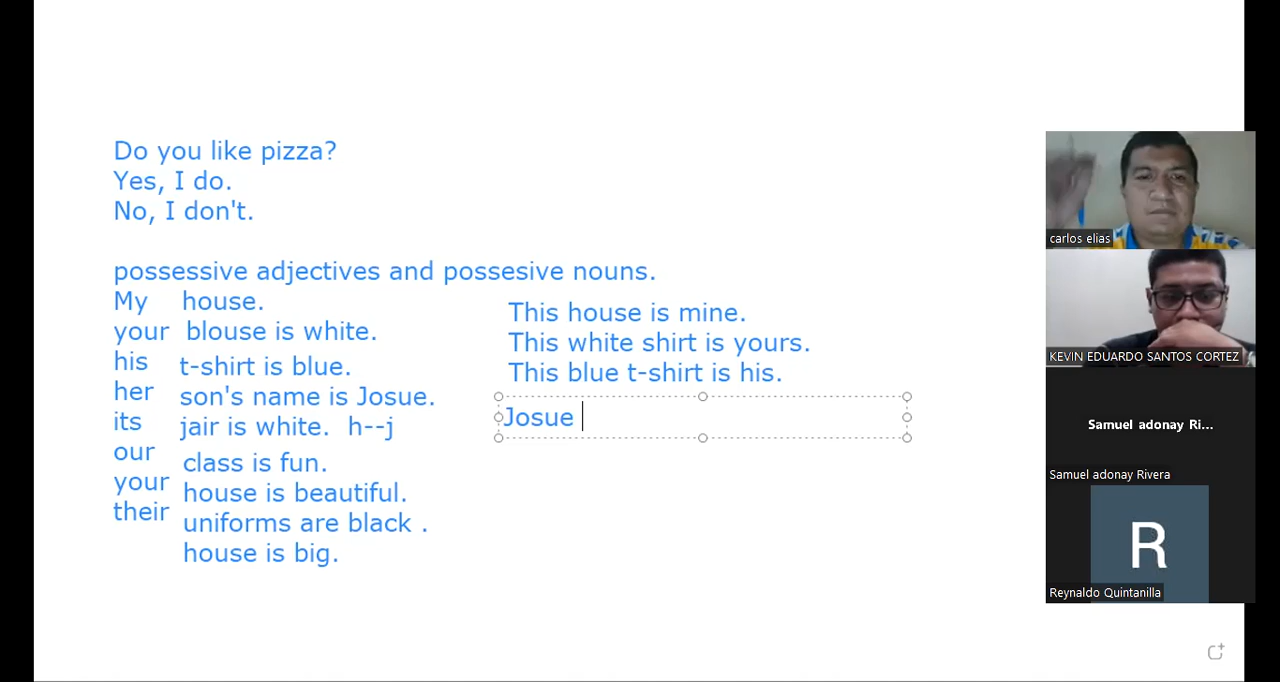 Do you like pizza?
Yes, I do.
No, I don't.
possessive adjectives and possesive nouns.
My house.
your blouse is white.
his t-shirt is blue.
her son's name is Josue.
its jair is white. h--j
our class is fun.
your house is beautiful.
their uniforms are black .
house is big.
This house is mine.
This white shirt is yours.
This blue t-shirt is his.
Josue
carlos elias
KEVIN EDUARDO SANTOS CORTEZ
Samuel adonay Ri...
Samuel adonay Rivera
R
Reynaldo Quintanilla